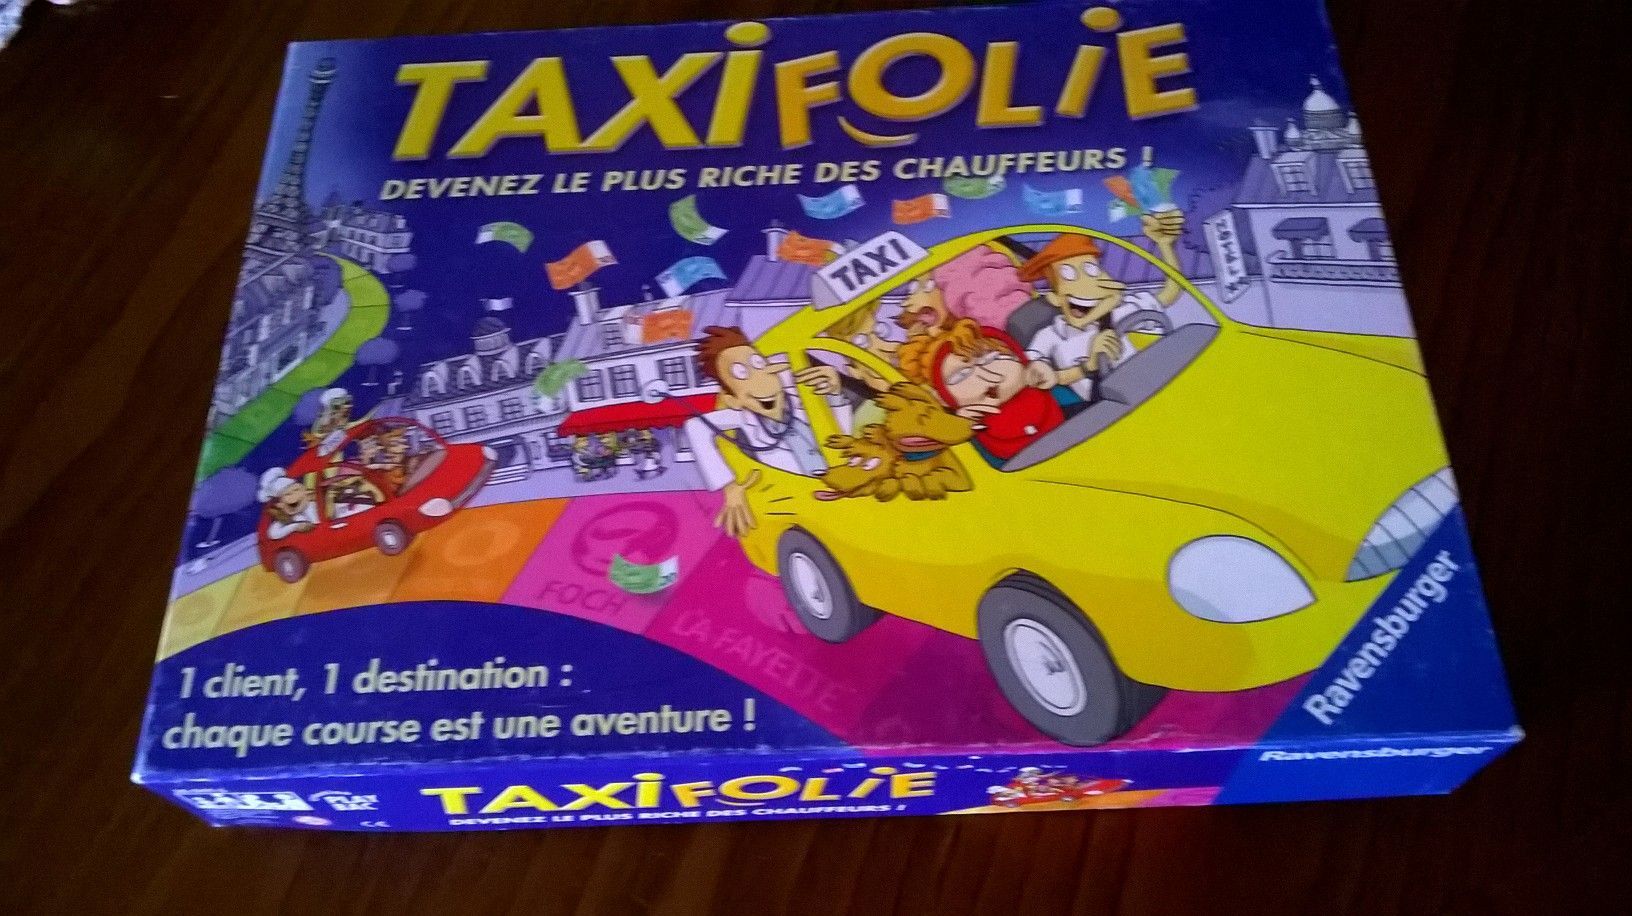 TAXIFOLiE
DEVENEZ LE PLUS RICHE DES CHAUFFEURS !
TAXI
FOCH
LA FAYETTE
1 client, 1 destination :
chaque course est une aventure !
Ravensburger
TAXIFOLiE
DEVENEZ LE PLUS RICHE DES CHAUFFEURS !
Ravensburger
CE